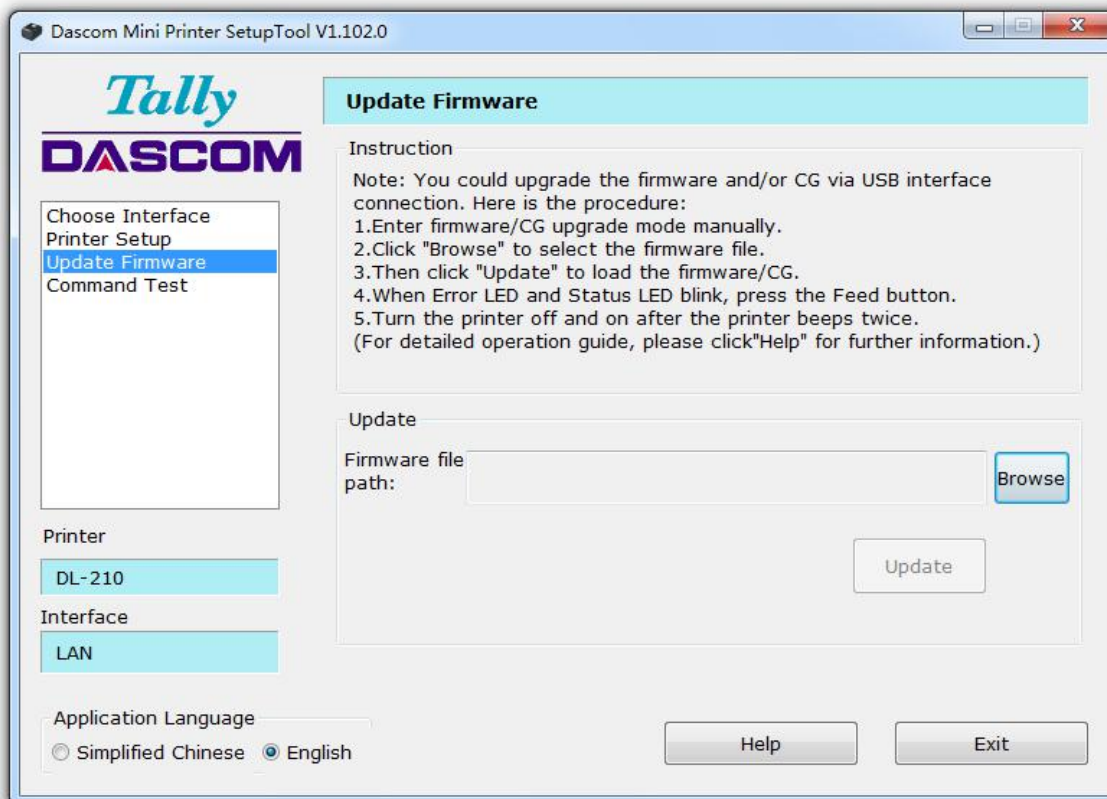 Dascom Mini Printer SetupTool V1.102.0
Tally
DASCOM
Choose Interface
Printer Setup
Update Firmware
Command Test
Printer
DL-210
Interface
LAN
Application Language
Simplified Chinese
English
Update Firmware
Instruction
Note: You could upgrade the firmware and/or CG via USB interface
connection. Here is the procedure:
1.Enter firmware/CG upgrade mode manually.
2.Click "Browse" to select the firmware file.
3.Then click "Update" to load the firmware/CG.
4.When Error LED and Status LED blink, press the Feed button.
5.Turn the printer off and on after the printer beeps twice.
(For detailed operation guide, please click"Help" for further information.)
Update
Firmware file
path:
Browse
Update
Help
Exit